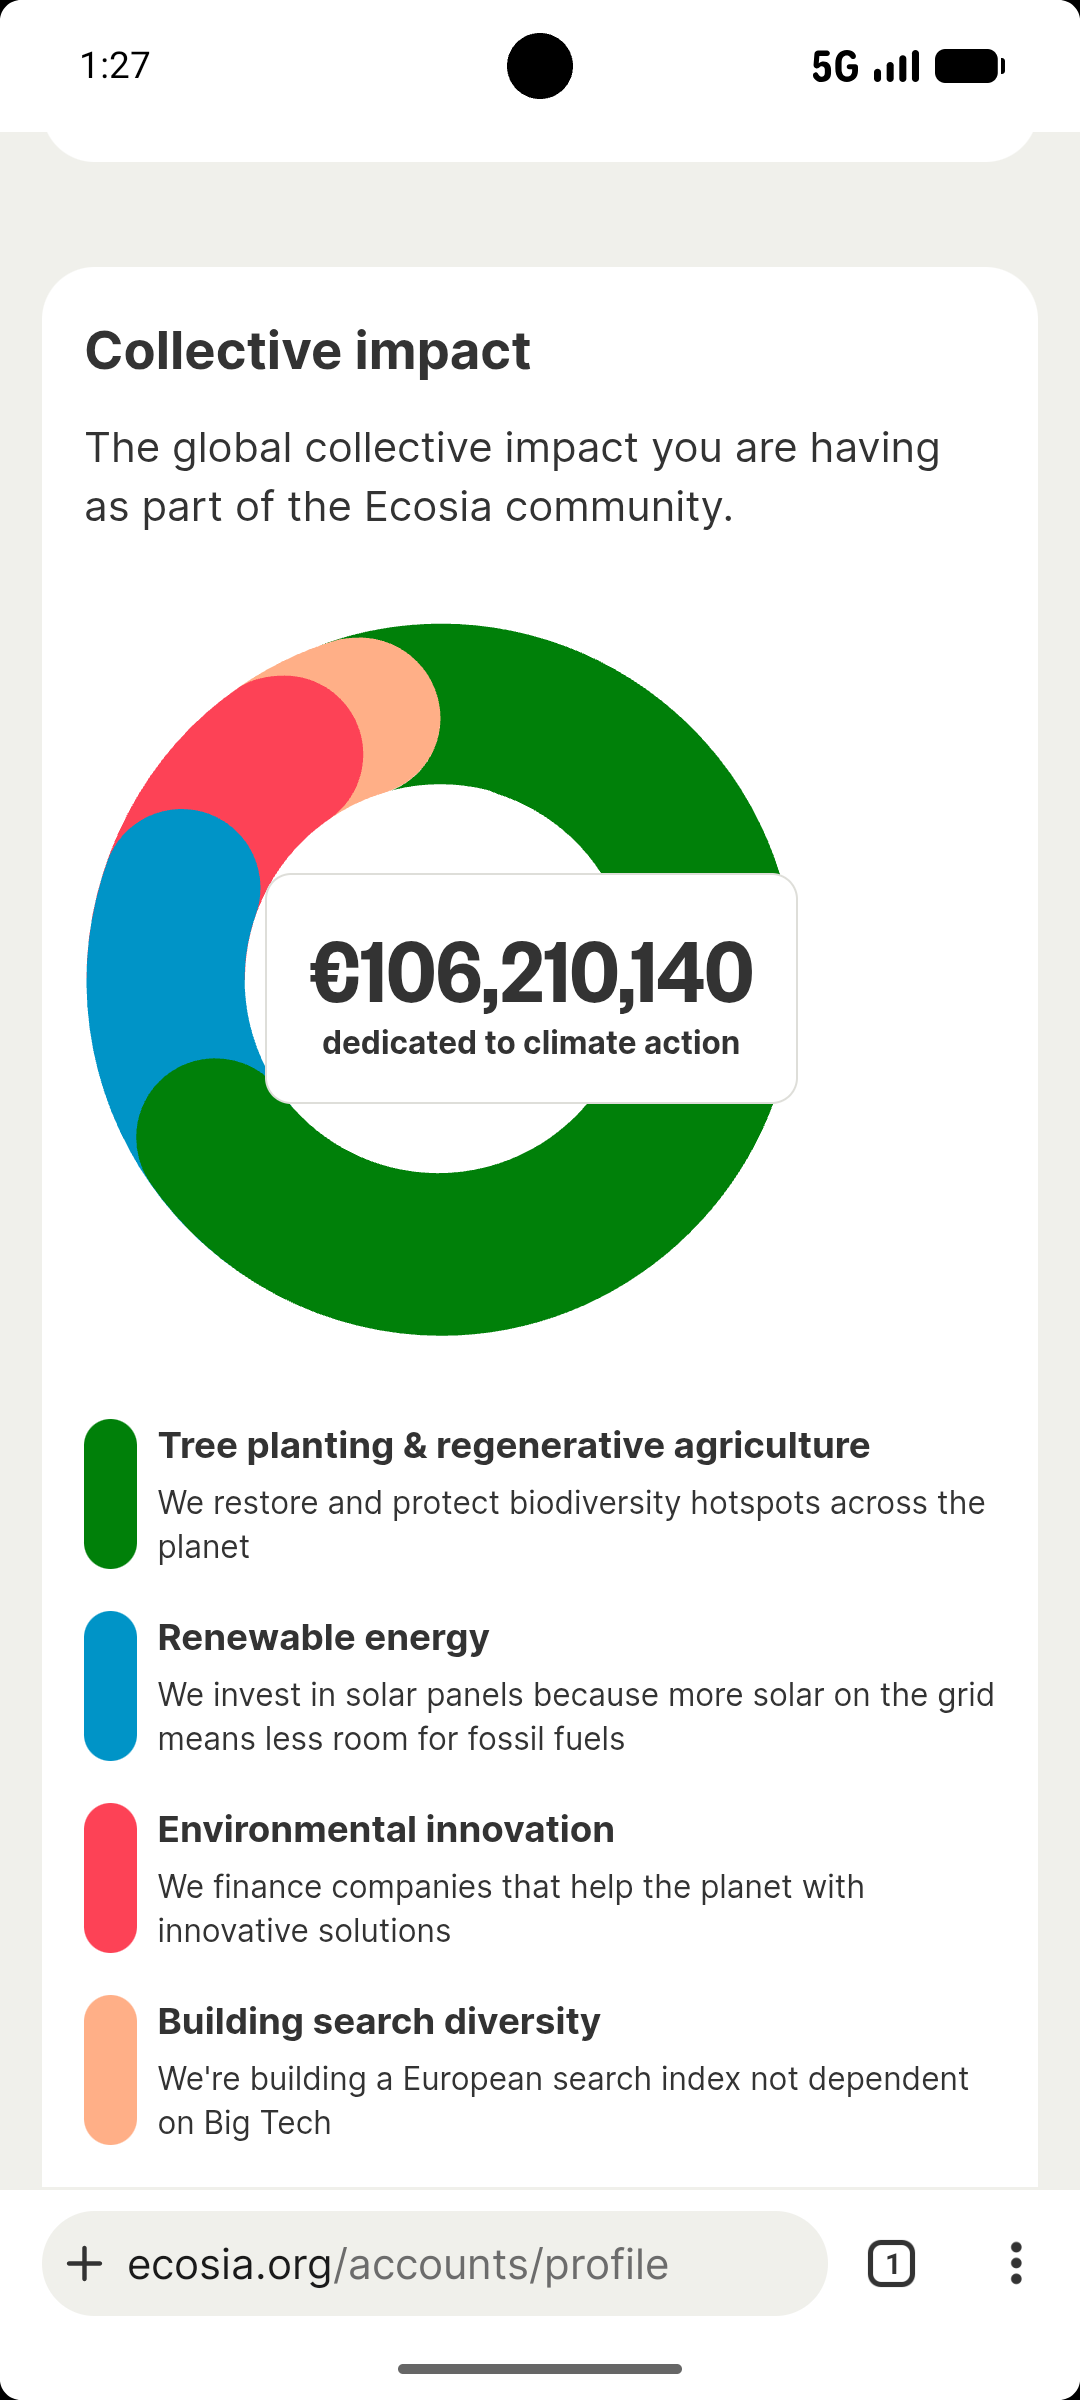 1:27
5G
Collective impact
The global collective impact you are having
as part of the Ecosia community.
€106,210,140
dedicated to climate action
Tree planting & regenerative agriculture
We restore and protect biodiversity hotspots across the
planet
Renewable energy
We invest in solar panels because more solar on the grid
means less room for fossil fuels
Environmental innovation
We finance companies that help the planet with
innovative solutions
Building search diversity
We're building a European search index not dependent
on Big Tech
ecosia.org/accounts/profile
1